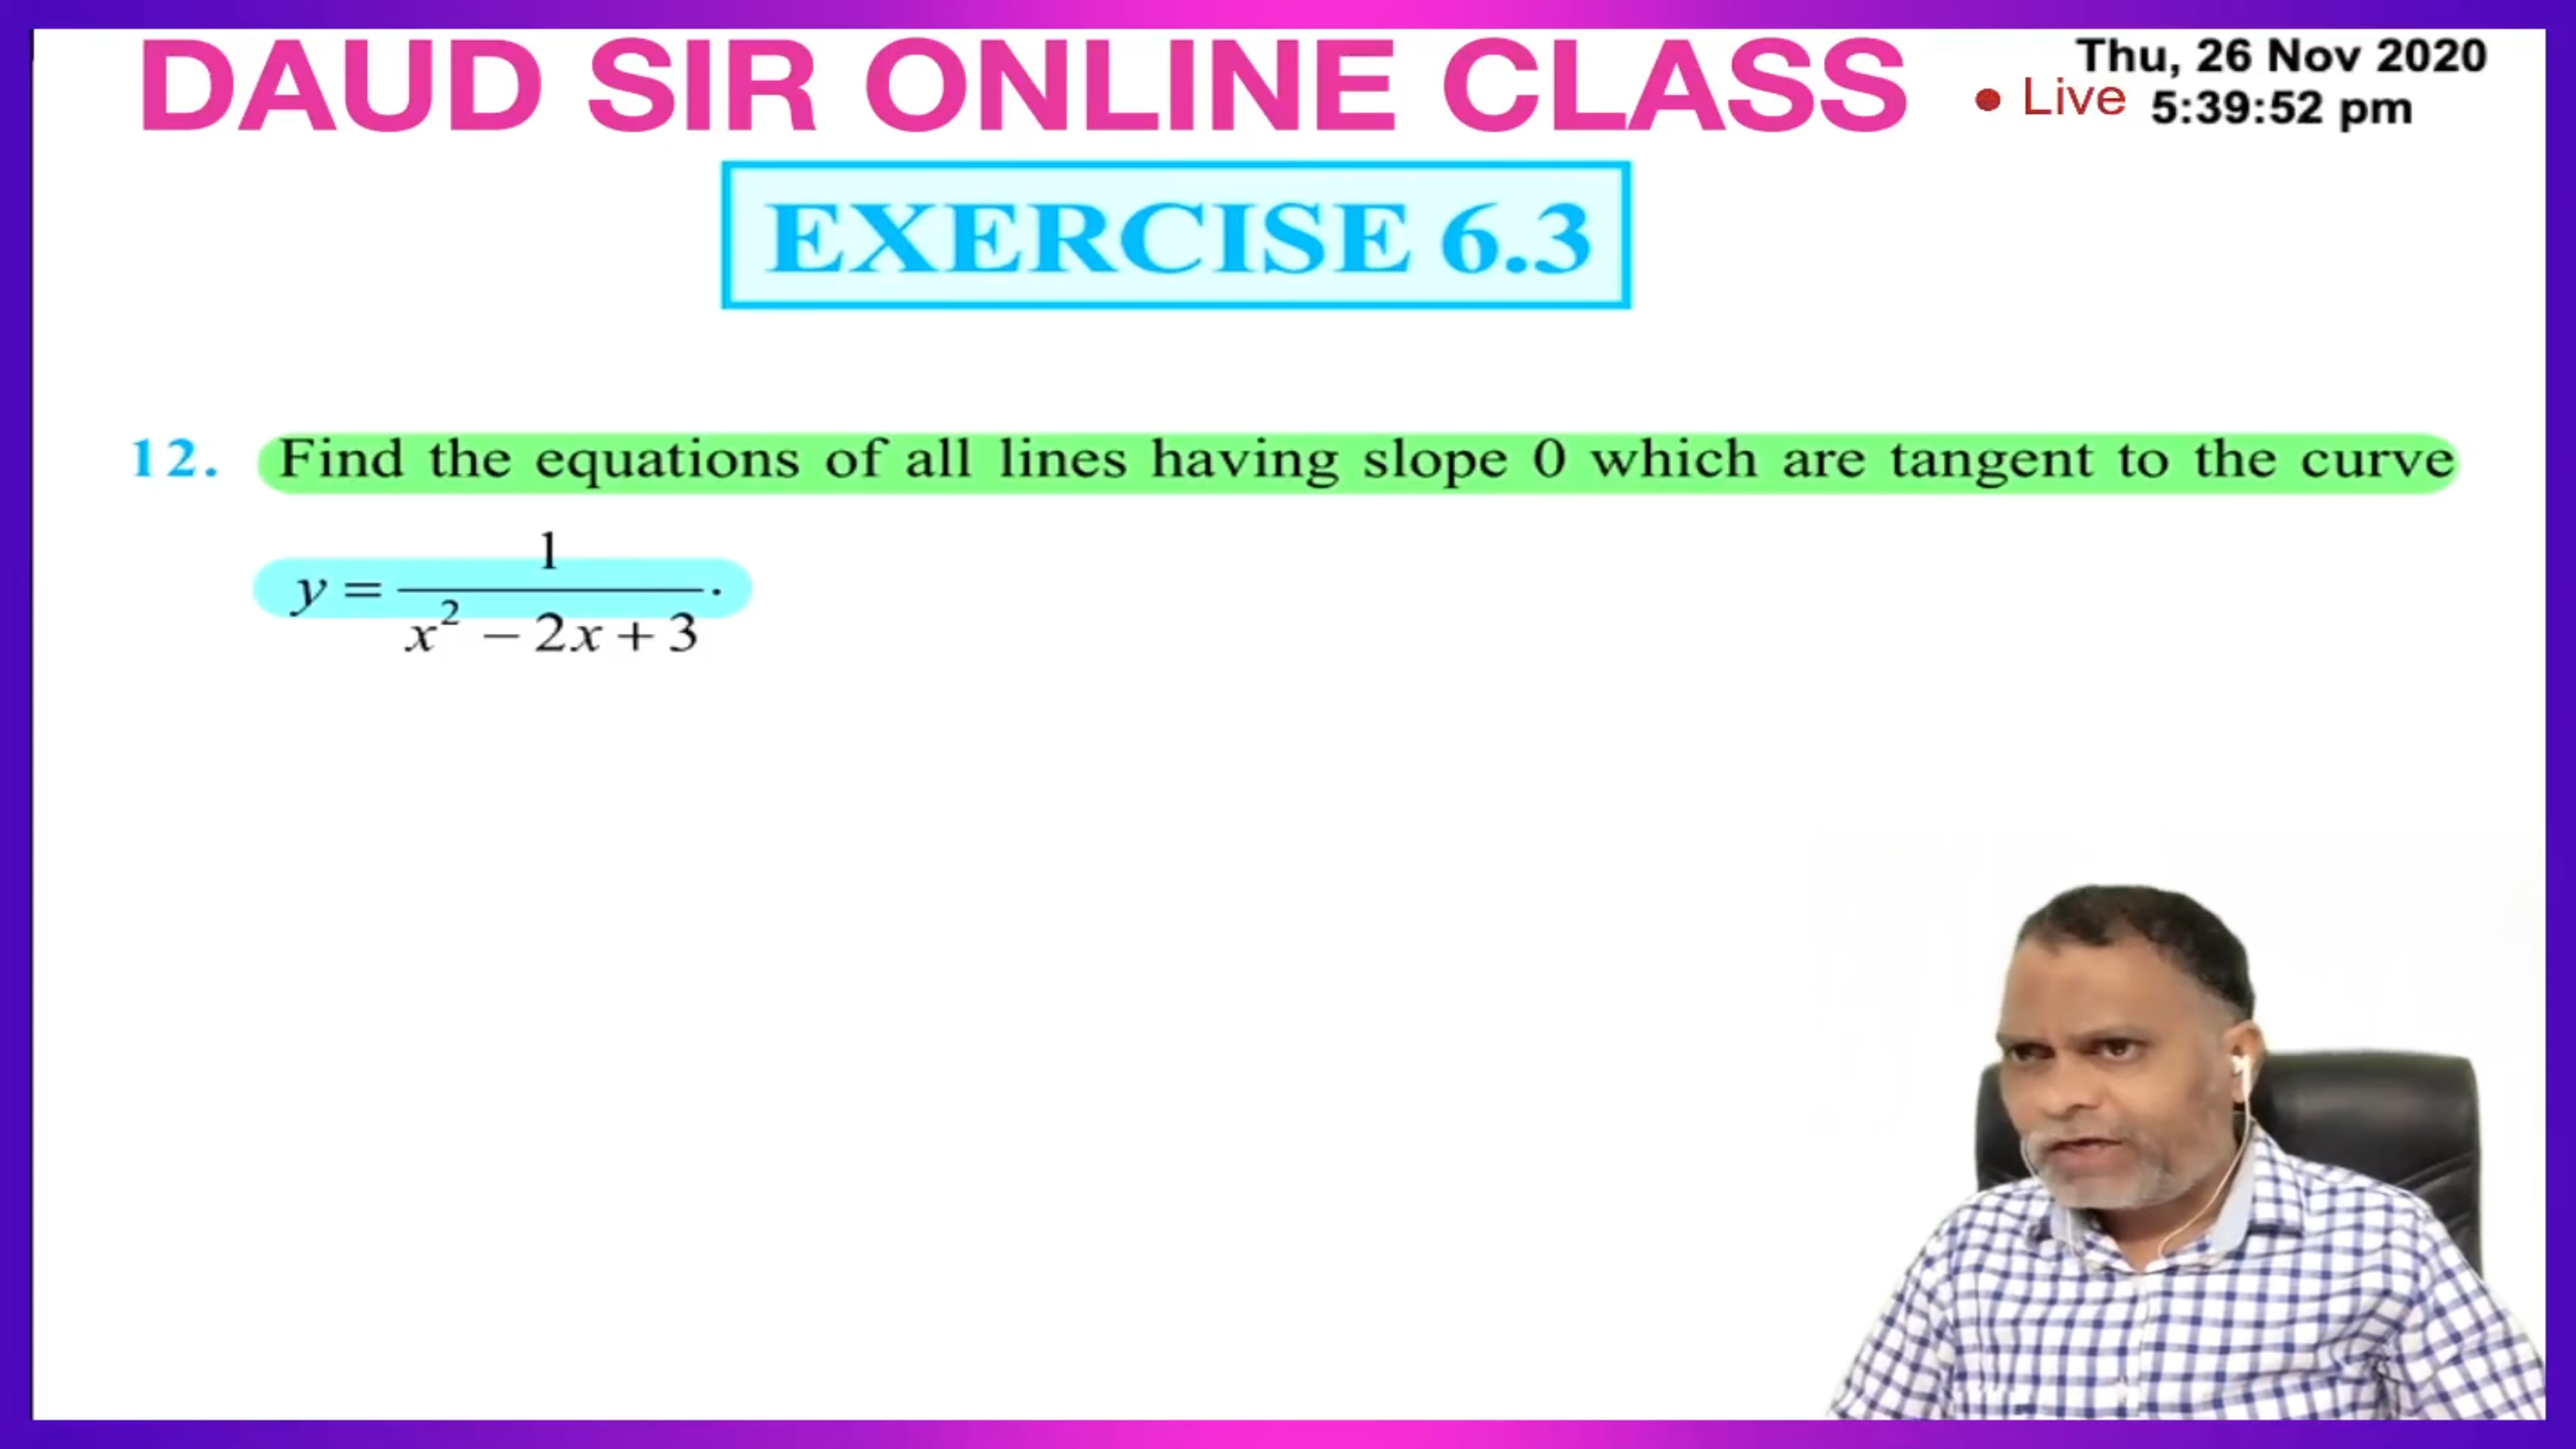 DAUD SIR ONLINE CLASS
Thu, 26 Nov 2020
• Live 5:39:52 pm
EXERCISE 6.3
12. Find the equations of all lines having slope 0 which are tangent to the curve
y = 1 / (x² − 2x + 3).